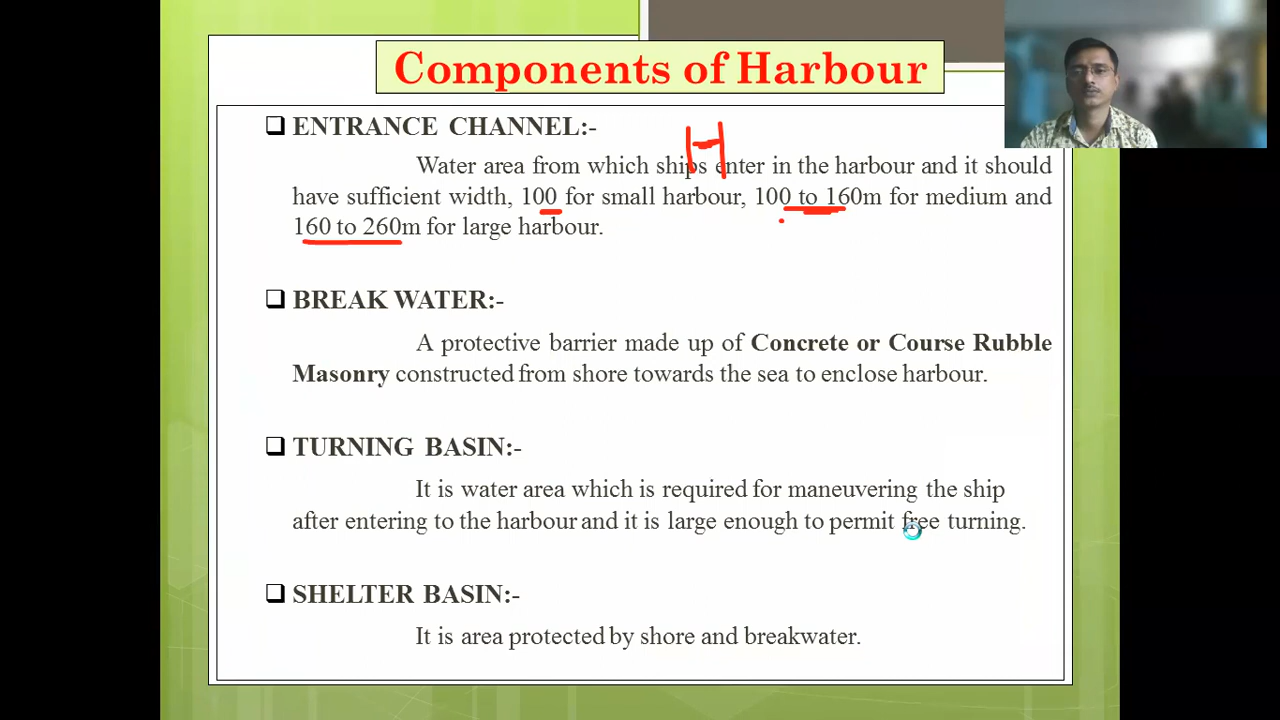 Components of Harbour
❑ ENTRANCE CHANNEL:-
Water area from which ships enter in the harbour and it should
have sufficient width, 100 for small harbour, 100 to 160m for medium and
160 to 260m for large harbour.
❑ BREAK WATER:-
A protective barrier made up of Concrete or Course Rubble
Masonry constructed from shore towards the sea to enclose harbour.
❑ TURNING BASIN:-
It is water area which is required for maneuvering the ship
after entering to the harbour and it is large enough to permit free turning.
❑ SHELTER BASIN:-
It is area protected by shore and breakwater.